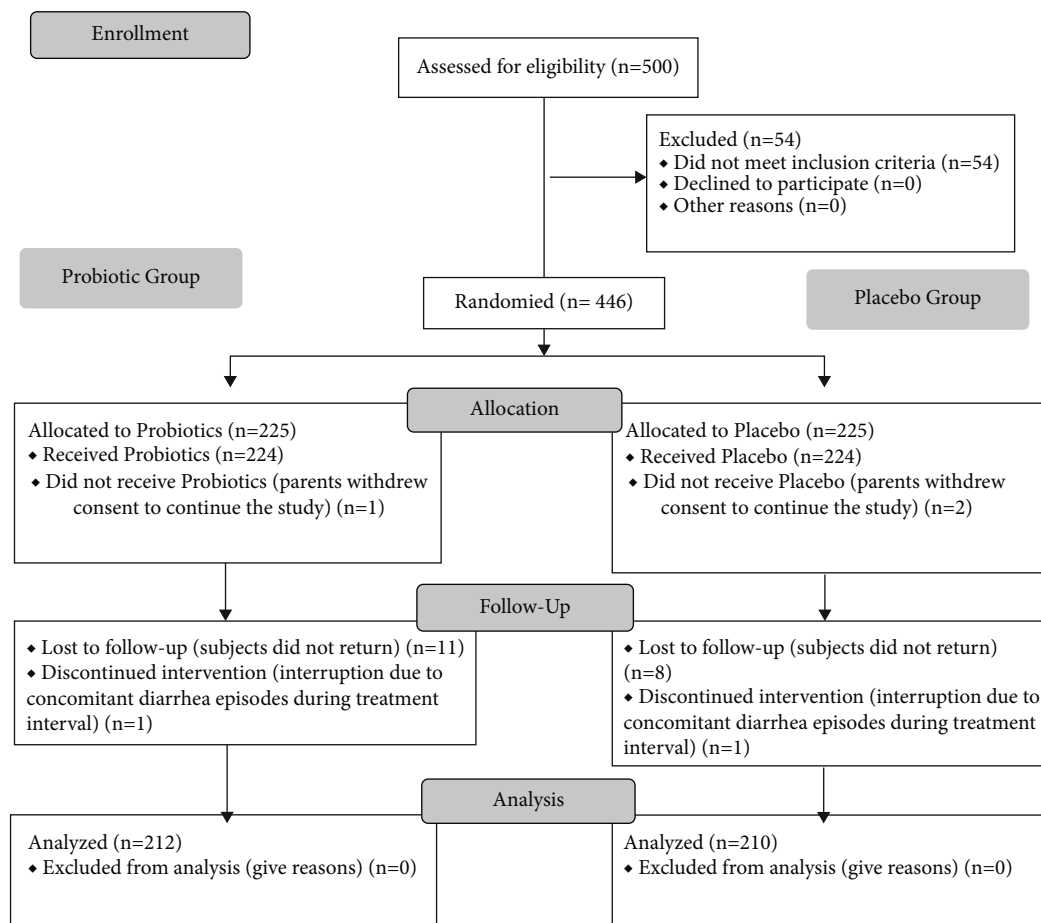 Enrollment
Assessed for eligibility (n=500)
Excluded (n=54)
◆ Did not meet inclusion criteria (n=54)
◆ Declined to participate (n=0)
◆ Other reasons (n=0)
Probiotic Group
Randomied (n= 446)
Placebo Group
Allocation
Allocated to Probiotics (n=225)
◆ Received Probiotics (n=224)
◆ Did not receive Probiotics (parents withdrew
consent to continue the study) (n=1)
Allocated to Placebo (n=225)
◆ Received Placebo (n=224)
◆ Did not receive Placebo (parents withdrew
consent to continue the study) (n=2)
Follow-Up
◆ Lost to follow-up (subjects did not return) (n=11)
◆ Discontinued intervention (interruption due to
concomitant diarrhea episodes during treatment
interval) (n=1)
◆ Lost to follow-up (subjects did not return)
(n=8)
◆ Discontinued intervention (interruption due to
concomitant diarrhea episodes during treatment
interval) (n=1)
Analysis
Analyzed (n=212)
◆ Excluded from analysis (give reasons) (n=0)
Analyzed (n=210)
◆ Excluded from analysis (give reasons) (n=0)